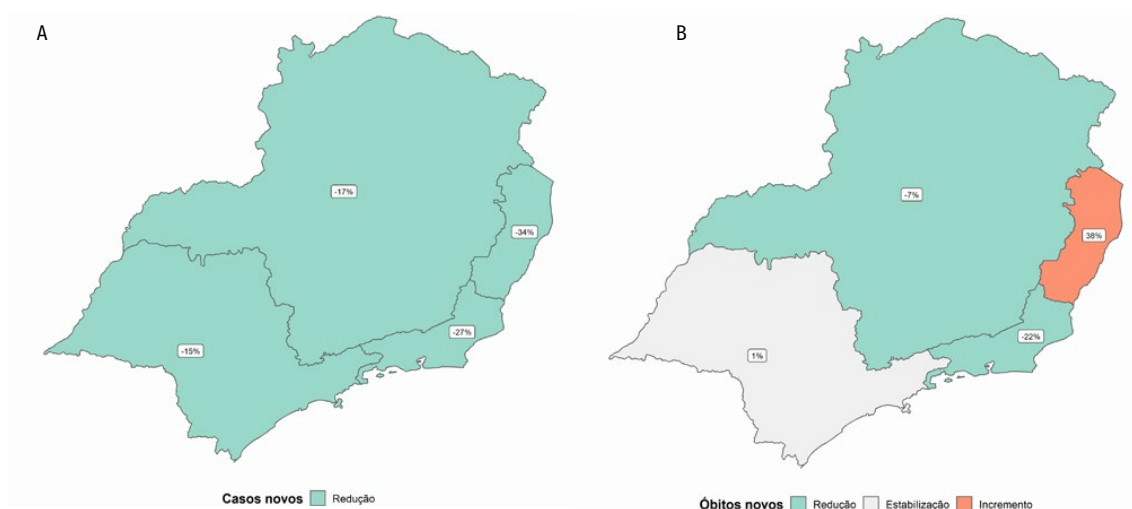 A
-17%
-34%
-27%
-15%
Casos novos Redução
B
-7%
38%
-22%
1%
Óbitos novos Redução Estabilização Incremento